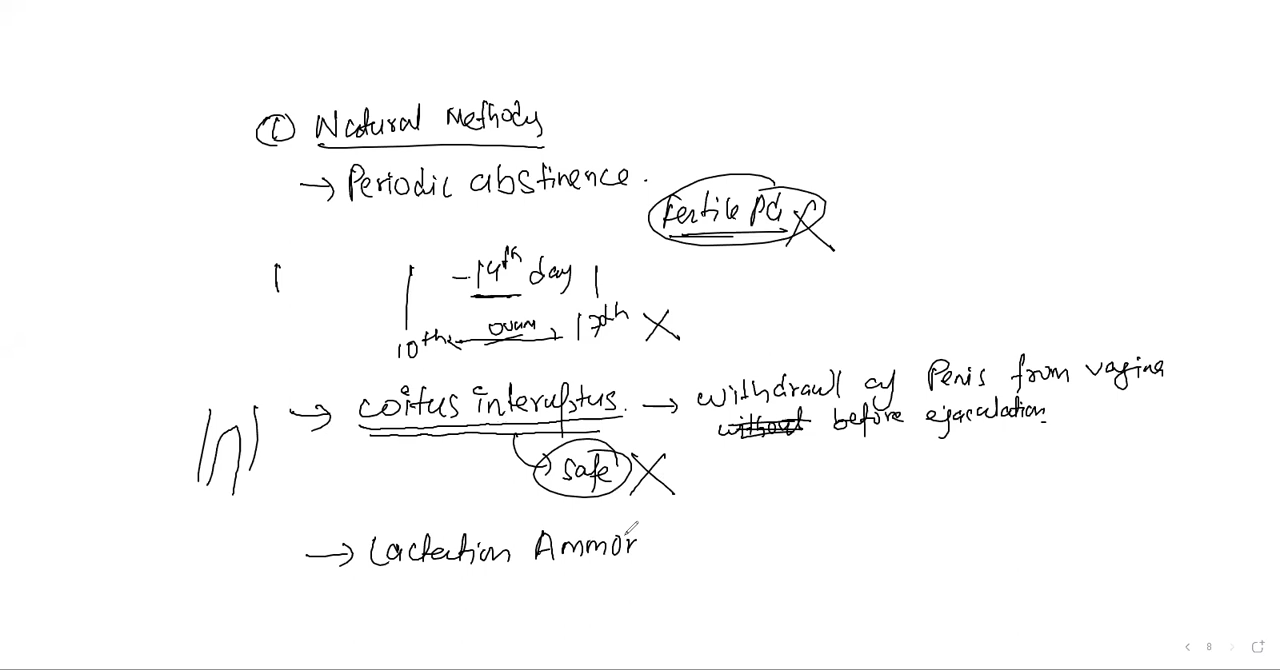 ① Natural Methods
→ Periodic abstinence.
Fertile Pd X
- 14th day
10th ovum 17th X
→ coitus interuptus. → withdrawl of Penis from vagina
without before ejaculation
safe X
→ Lactation Ammor
8